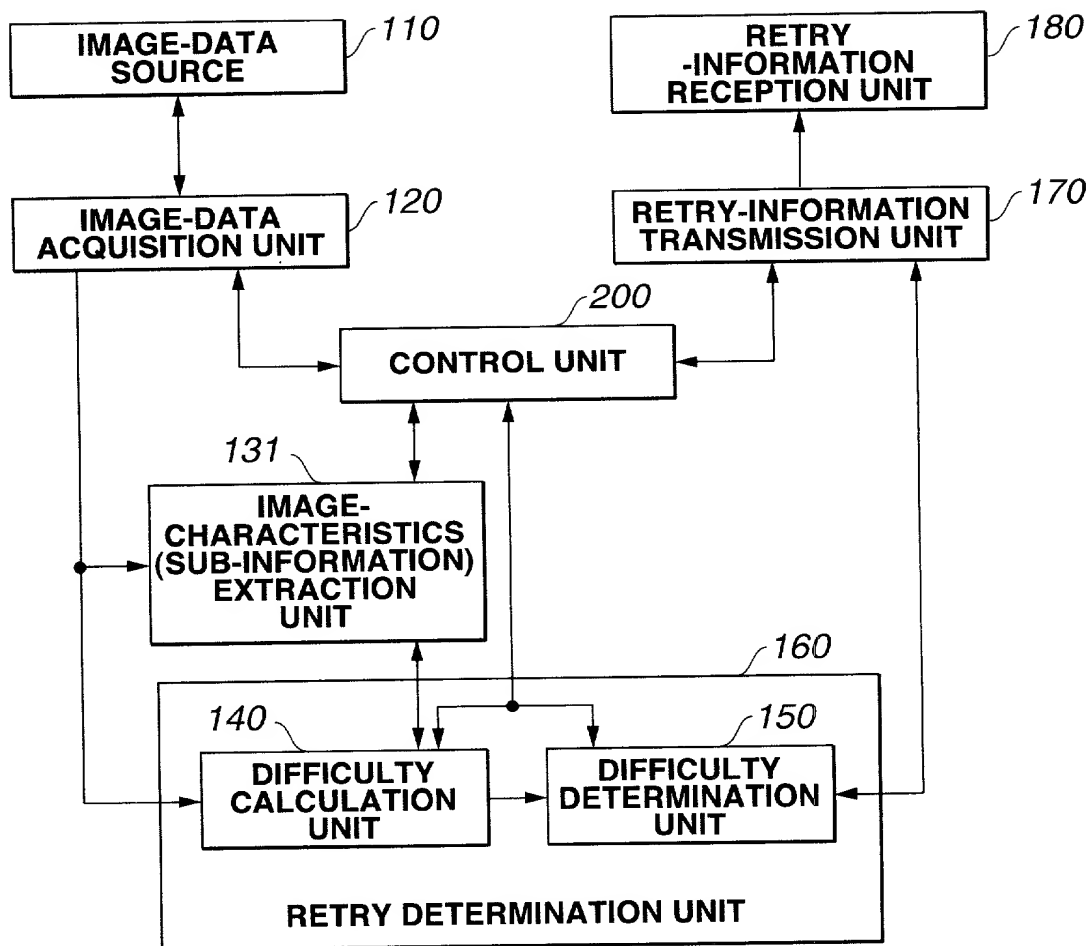 IMAGE-DATA
SOURCE
110
RETRY
-INFORMATION
RECEPTION UNIT
180
IMAGE-DATA
ACQUISITION UNIT
120
RETRY-INFORMATION
TRANSMISSION UNIT
170
200
CONTROL UNIT
131
IMAGE-
CHARACTERISTICS
(SUB-INFORMATION)
EXTRACTION
UNIT
160
140
DIFFICULTY
CALCULATION
UNIT
150
DIFFICULTY
DETERMINATION
UNIT
RETRY DETERMINATION UNIT